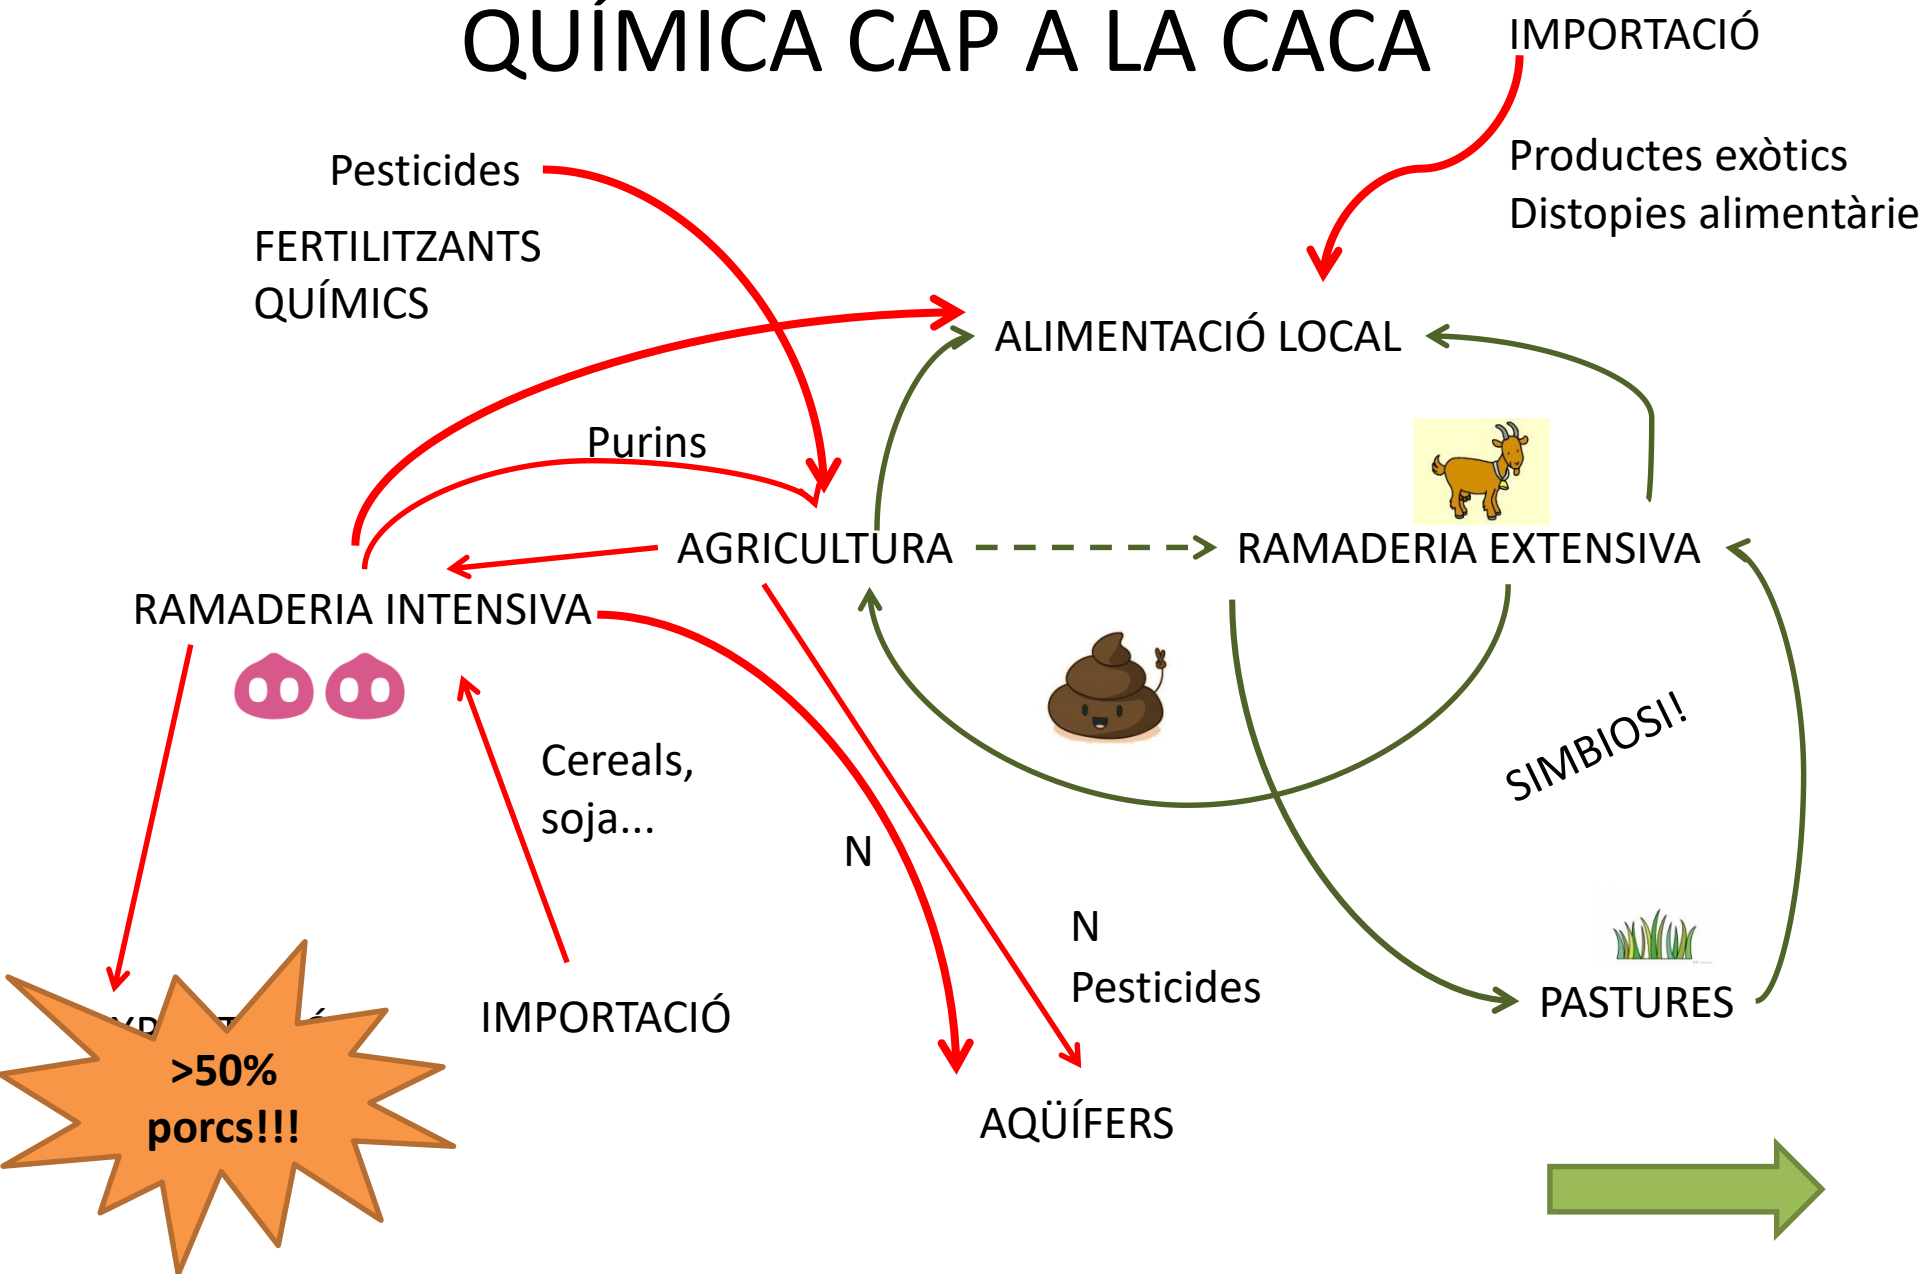 QUÍMICA CAP A LA CACA
IMPORTACIÓ
Pesticides
Productes exòtics
Distopies alimentàrie
FERTILITZANTS
QUÍMICS
ALIMENTACIÓ LOCAL
Purins
AGRICULTURA
RAMADERIA EXTENSIVA
RAMADERIA INTENSIVA
SIMBIOSI!
Cereals,
soja...
N
N
Pesticides
PASTURES
IMPORTACIÓ
>50%
porcs!!!
AQÜÍFERS